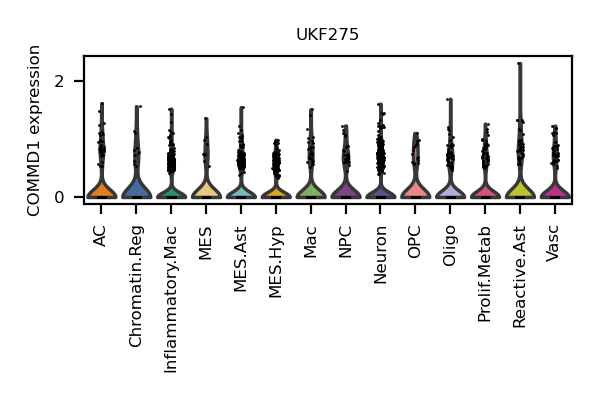 UKF275
COMMD1 expression
2
0
AC
Chromatin.Reg
Inflammatory.Mac
MES
MES.Ast
MES.Hyp
Mac
NPC
Neuron
OPC
Oligo
Prolif.Metab
Reactive.Ast
Vasc